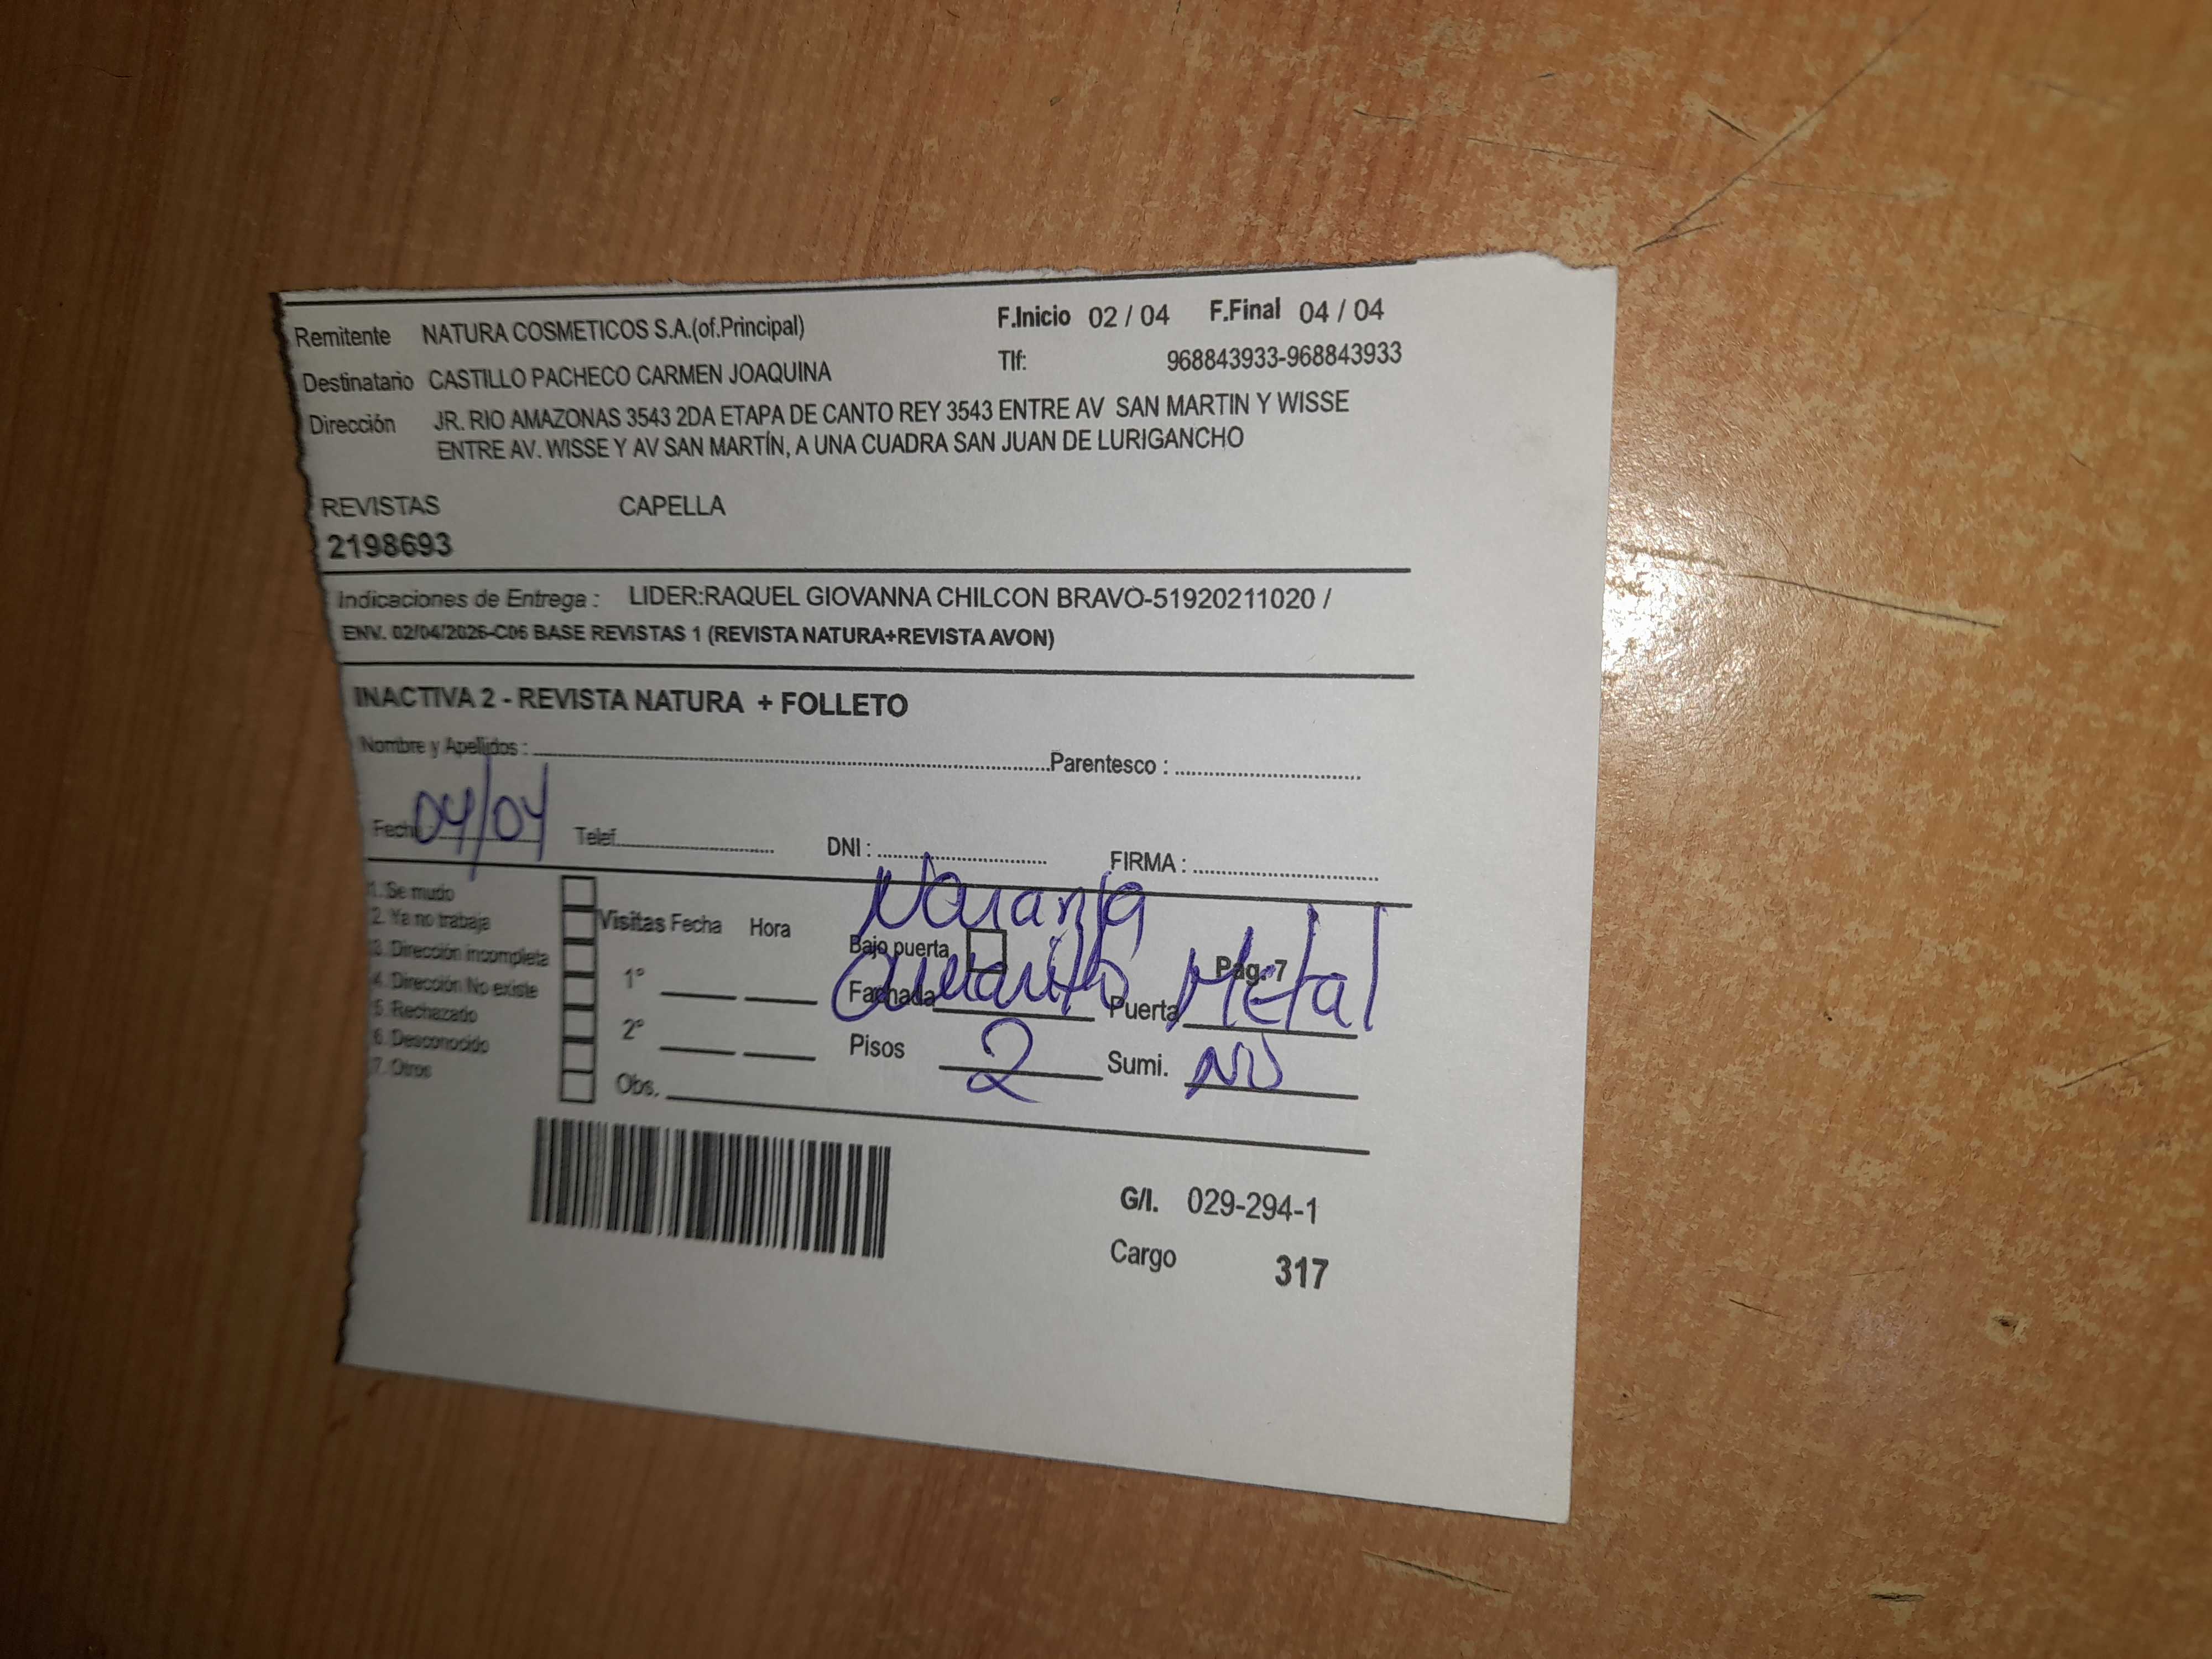 Remitente NATURA COSMETICOS S.A.(of.Principal) F.Inicio 02 / 04 F.Final 04 / 04
Destinatario CASTILLO PACHECO CARMEN JOAQUINA Tlf: 968843933-968843933
Dirección JR. RIO AMAZONAS 3543 2DA ETAPA DE CANTO REY 3543 ENTRE AV SAN MARTIN Y WISSE
ENTRE AV. WISSE Y AV SAN MARTÍN, A UNA CUADRA SAN JUAN DE LURIGANCHO
REVISTAS CAPELLA
2198693
Indicaciones de Entrega : LIDER:RAQUEL GIOVANNA CHILCON BRAVO-51920211020 /
ENV. 02/04/2026-C06 BASE REVISTAS 1 (REVISTA NATURA+REVISTA AVON)
INACTIVA 2 - REVISTA NATURA + FOLLETO
Nombre y Apellidos : Parentesco :
Fecha 04/04 Telef. DNI : FIRMA :
1. Se mudo
2. Ya no trabaja
3. Dirección incompleta
4. Dirección No existe
5. Rechazado
6. Desconocido
7. Otros
Visitas Fecha Hora
1°
2°
Obs.
Naranja
Bajo puerta Pag. 7
Fachada Amarillo Puerta Metal
Pisos 2 Sumi. NO
G/I. 029-294-1
Cargo 317